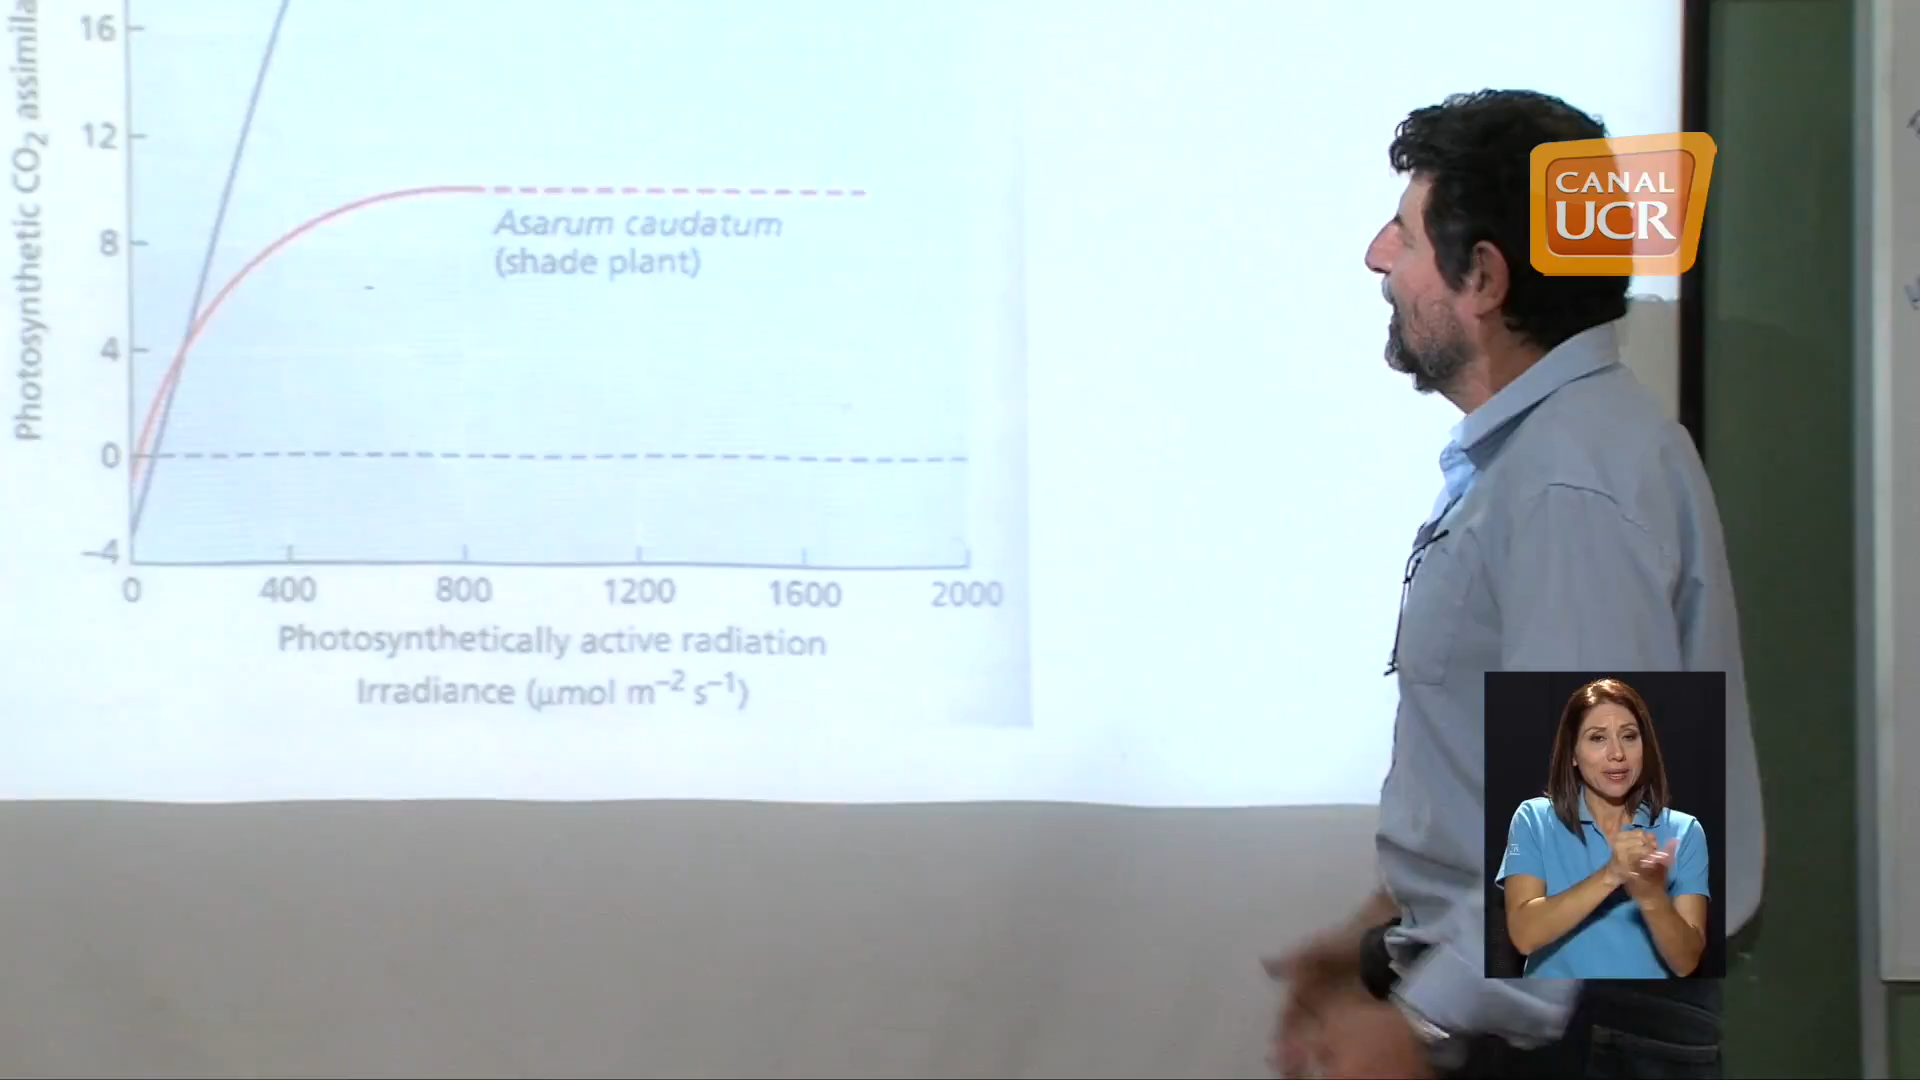 Photosynthetic CO2 assimila
16
12
8
4
0
–4
Asarum caudatum
(shade plant)
0 400 800 1200 1600 2000
Photosynthetically active radiation
Irradiance (μmol m–2 s–1)
CANAL
UCR